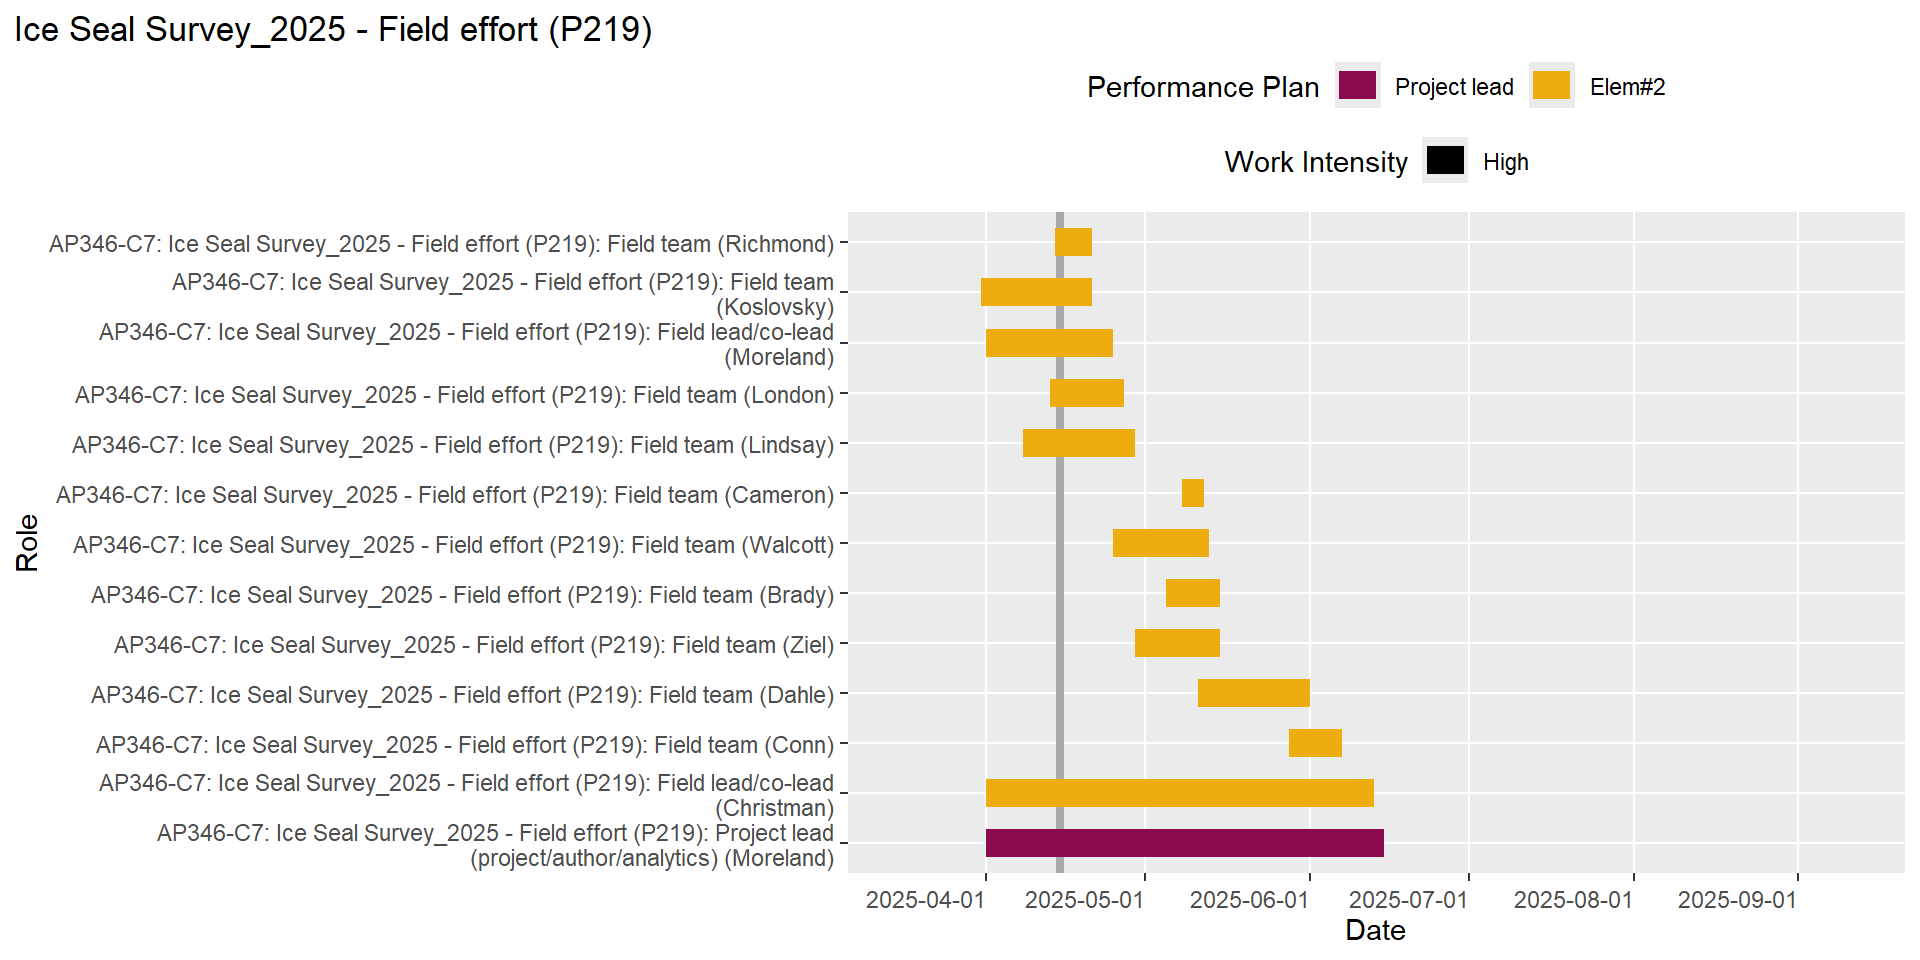 Ice Seal Survey_2025 - Field effort (P219)
Performance Plan Project lead Elem#2
Work Intensity High
AP346-C7: Ice Seal Survey_2025 - Field effort (P219): Field team (Richmond)
AP346-C7: Ice Seal Survey_2025 - Field effort (P219): Field team
(Koslovsky)
AP346-C7: Ice Seal Survey_2025 - Field effort (P219): Field lead/co-lead
(Moreland)
AP346-C7: Ice Seal Survey_2025 - Field effort (P219): Field team (London)
AP346-C7: Ice Seal Survey_2025 - Field effort (P219): Field team (Lindsay)
AP346-C7: Ice Seal Survey_2025 - Field effort (P219): Field team (Cameron)
AP346-C7: Ice Seal Survey_2025 - Field effort (P219): Field team (Walcott)
AP346-C7: Ice Seal Survey_2025 - Field effort (P219): Field team (Brady)
AP346-C7: Ice Seal Survey_2025 - Field effort (P219): Field team (Ziel)
AP346-C7: Ice Seal Survey_2025 - Field effort (P219): Field team (Dahle)
AP346-C7: Ice Seal Survey_2025 - Field effort (P219): Field team (Conn)
AP346-C7: Ice Seal Survey_2025 - Field effort (P219): Field lead/co-lead
(Christman)
AP346-C7: Ice Seal Survey_2025 - Field effort (P219): Project lead
(project/author/analytics) (Moreland)
Role
2025-04-01 2025-05-01 2025-06-01 2025-07-01 2025-08-01 2025-09-01
Date